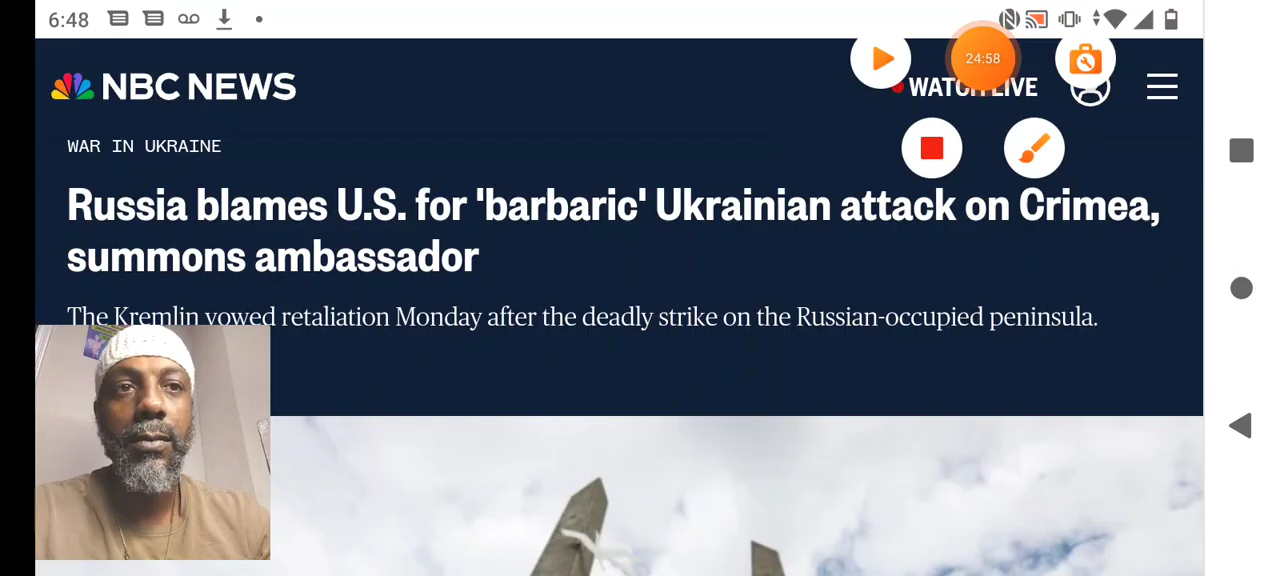 6:48
NBC NEWS
24:58
WATCH LIVE
WAR IN UKRAINE
Russia blames U.S. for 'barbaric' Ukrainian attack on Crimea,
summons ambassador
The Kremlin vowed retaliation Monday after the deadly strike on the Russian-occupied peninsula.